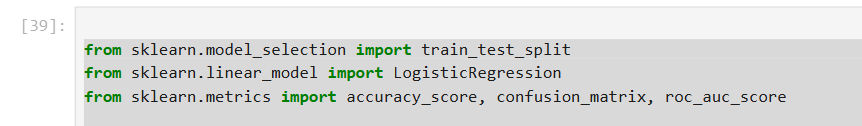 [39]:
from sklearn.model_selection import train_test_split
from sklearn.linear_model import LogisticRegression
from sklearn.metrics import accuracy_score, confusion_matrix, roc_auc_score